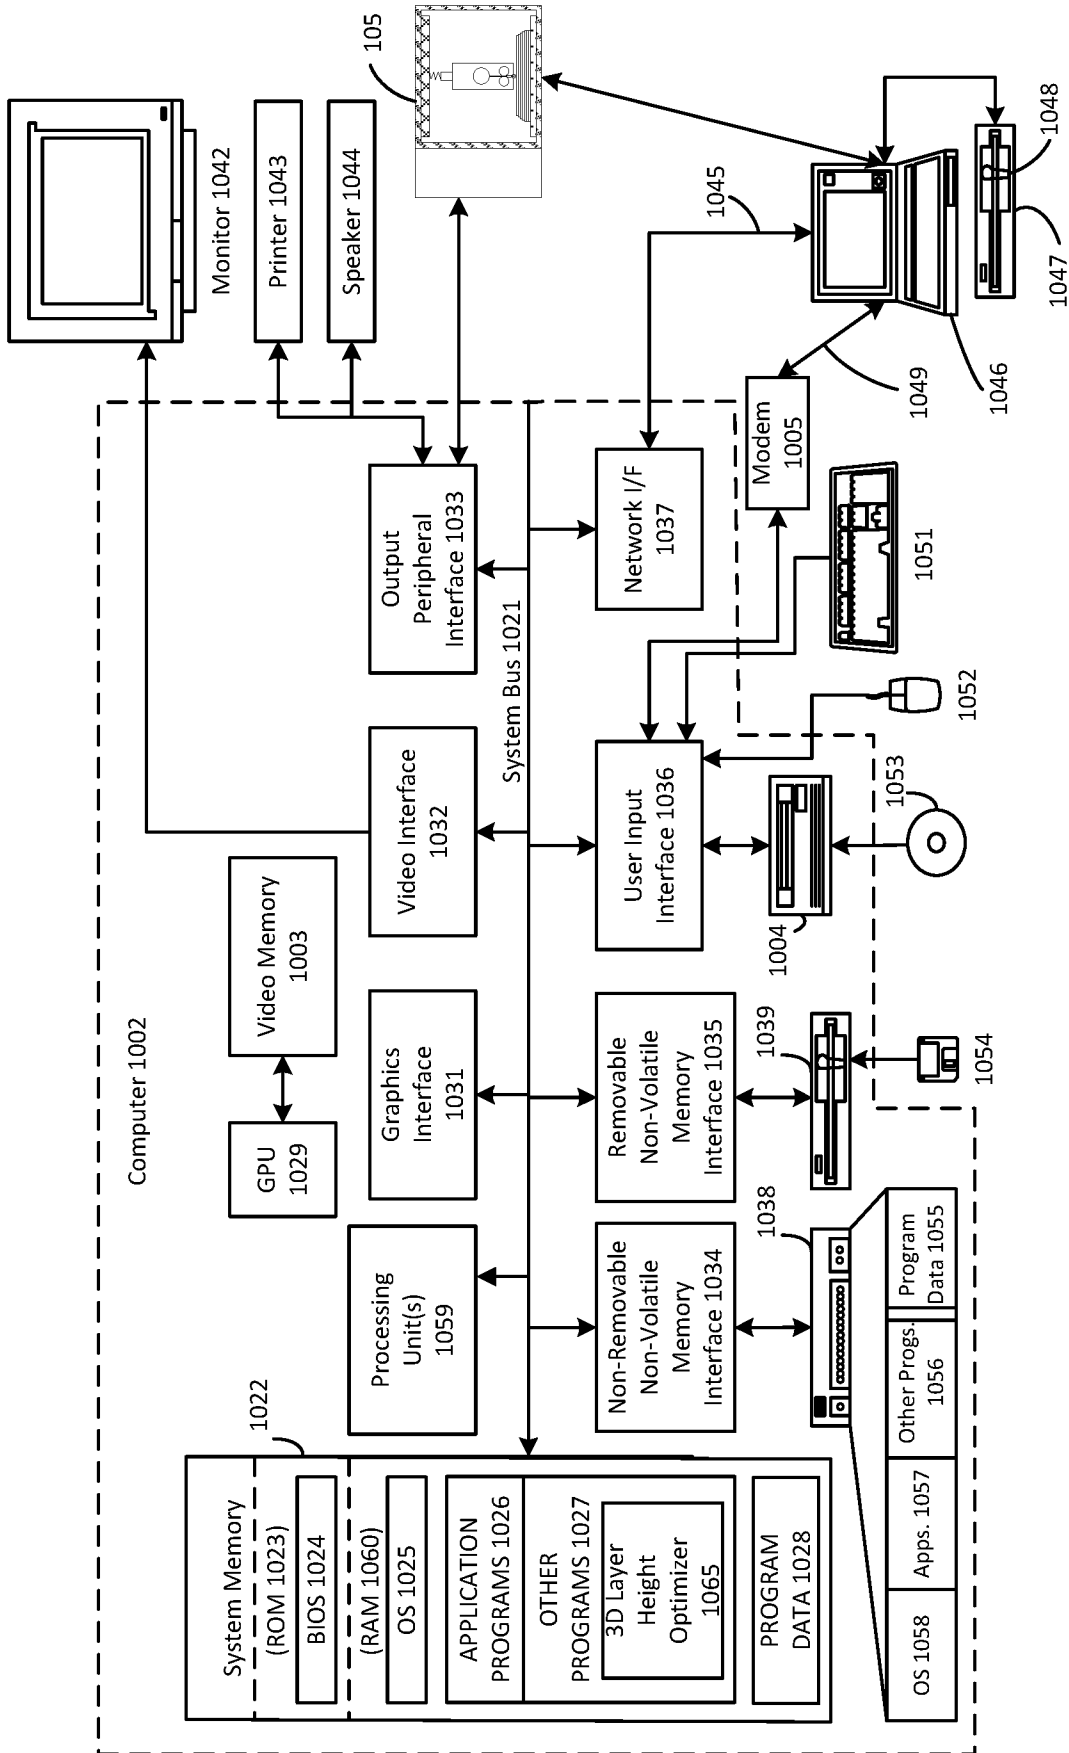 Computer 1002
System Memory
(ROM 1023)
BIOS 1024
(RAM 1060)
OS 1025
APPLICATION
PROGRAMS 1026
OTHER
PROGRAMS 1027
3D Layer
Height
Optimizer
1065
PROGRAM
DATA 1028
1022
Processing
Unit(s)
1059
GPU
1029
Video Memory
1003
Graphics
Interface
1031
Video Interface
1032
Output
Peripheral
Interface 1033
System Bus 1021
Monitor 1042
Printer 1043
Speaker 1044
105
Non-Removable
Non-Volatile
Memory
Interface 1034
Removable
Non-Volatile
Memory
Interface 1035
User Input
Interface 1036
Network I/F
1037
1045
Modem
1005
1049
1046
1047
1048
1038
1039
1004
1053
1052
1051
1054
OS 1058
Apps. 1057
Other Progs.
1056
Program
Data 1055